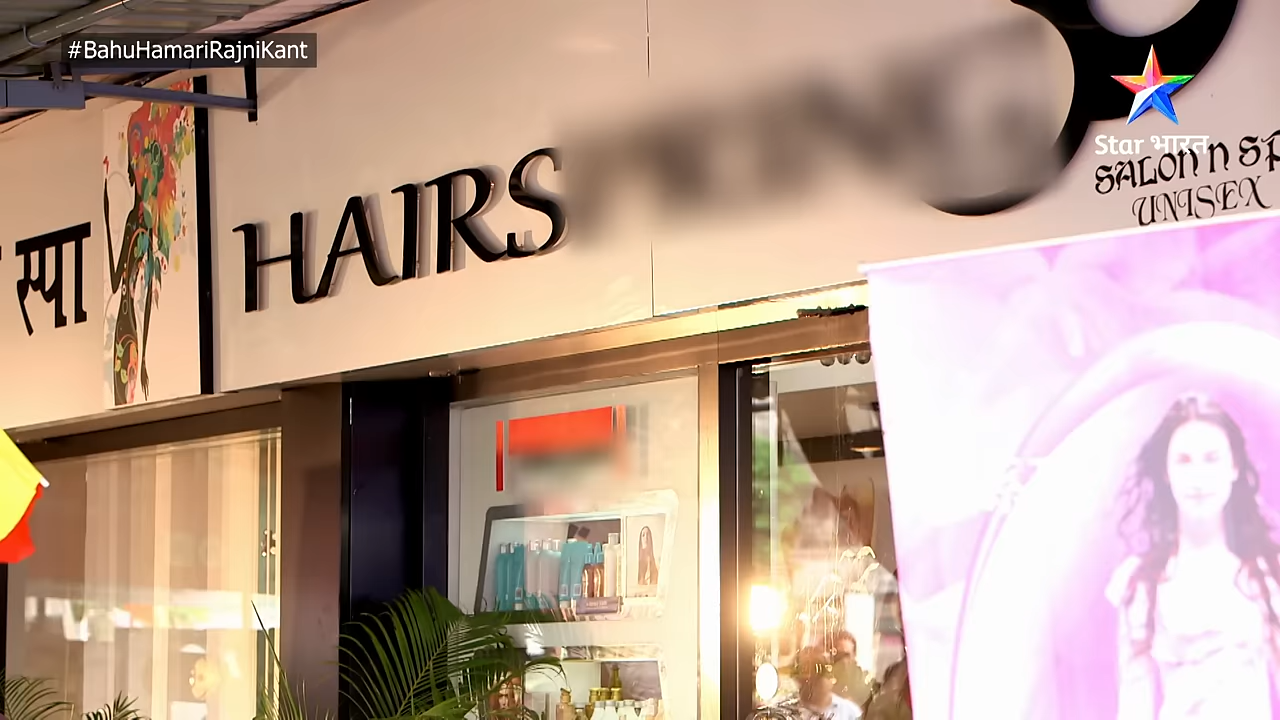 #BahuHamariRajniKant
Star भारत
स्पा
HAIRS
SALON N SP
UNISEX